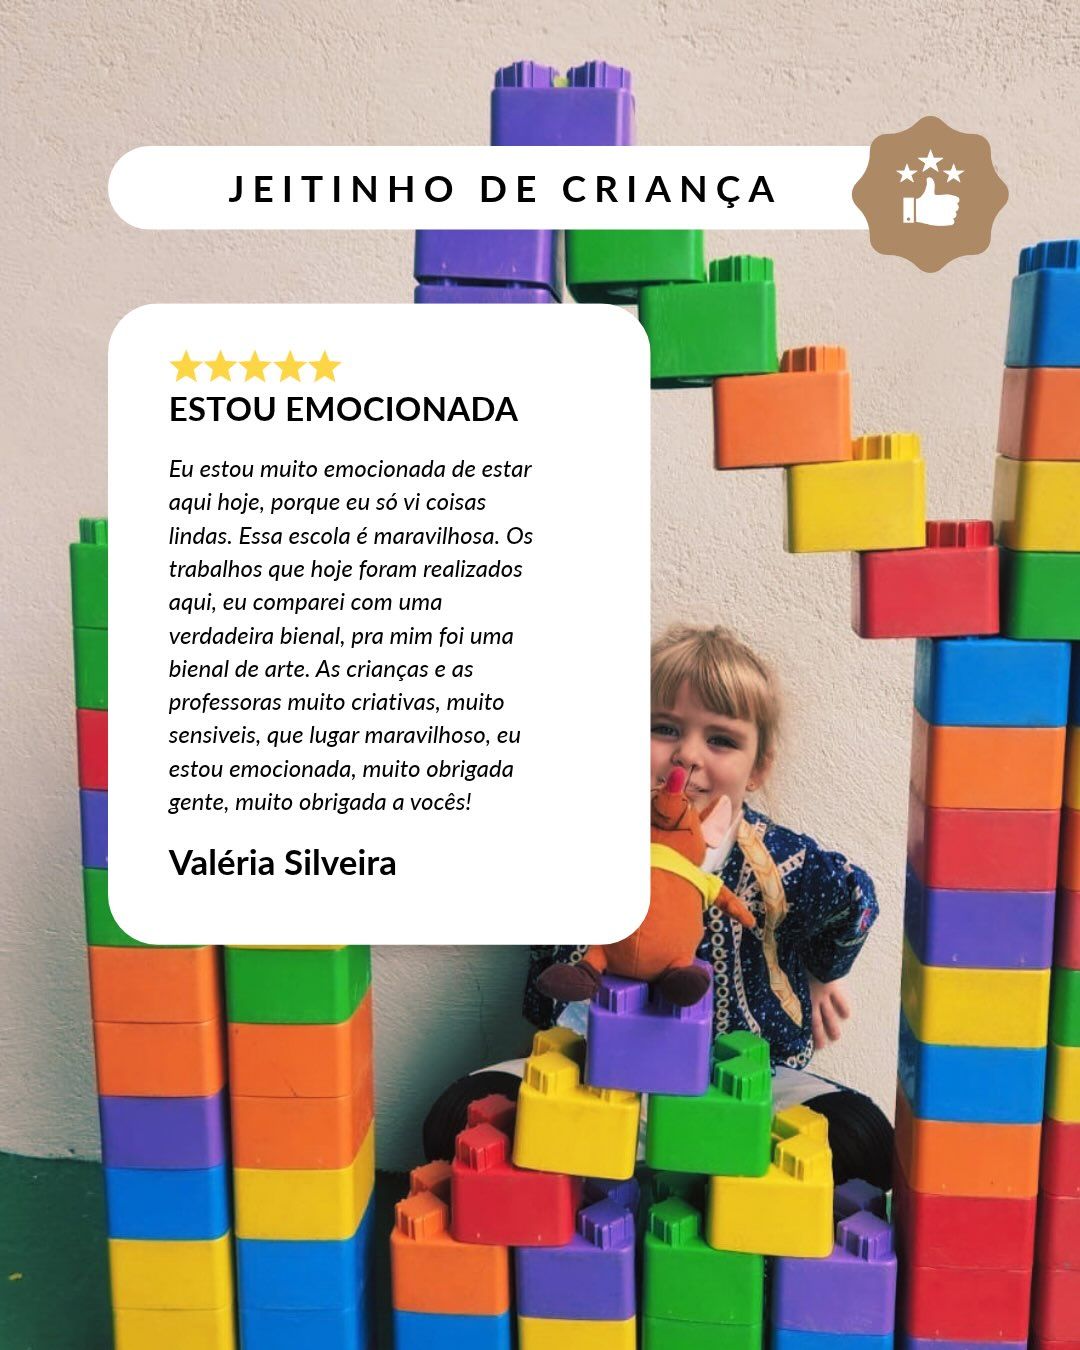 JEITINHO DE CRIANÇA
ESTOU EMOCIONADA
Eu estou muito emocionada de estar
aqui hoje, porque eu só vi coisas
lindas. Essa escola é maravilhosa. Os
trabalhos que hoje foram realizados
aqui, eu comparei com uma
verdadeira bienal, pra mim foi uma
bienal de arte. As crianças e as
professoras muito criativas, muito
sensiveis, que lugar maravilhoso, eu
estou emocionada, muito obrigada
gente, muito obrigada a vocês!
Valéria Silveira